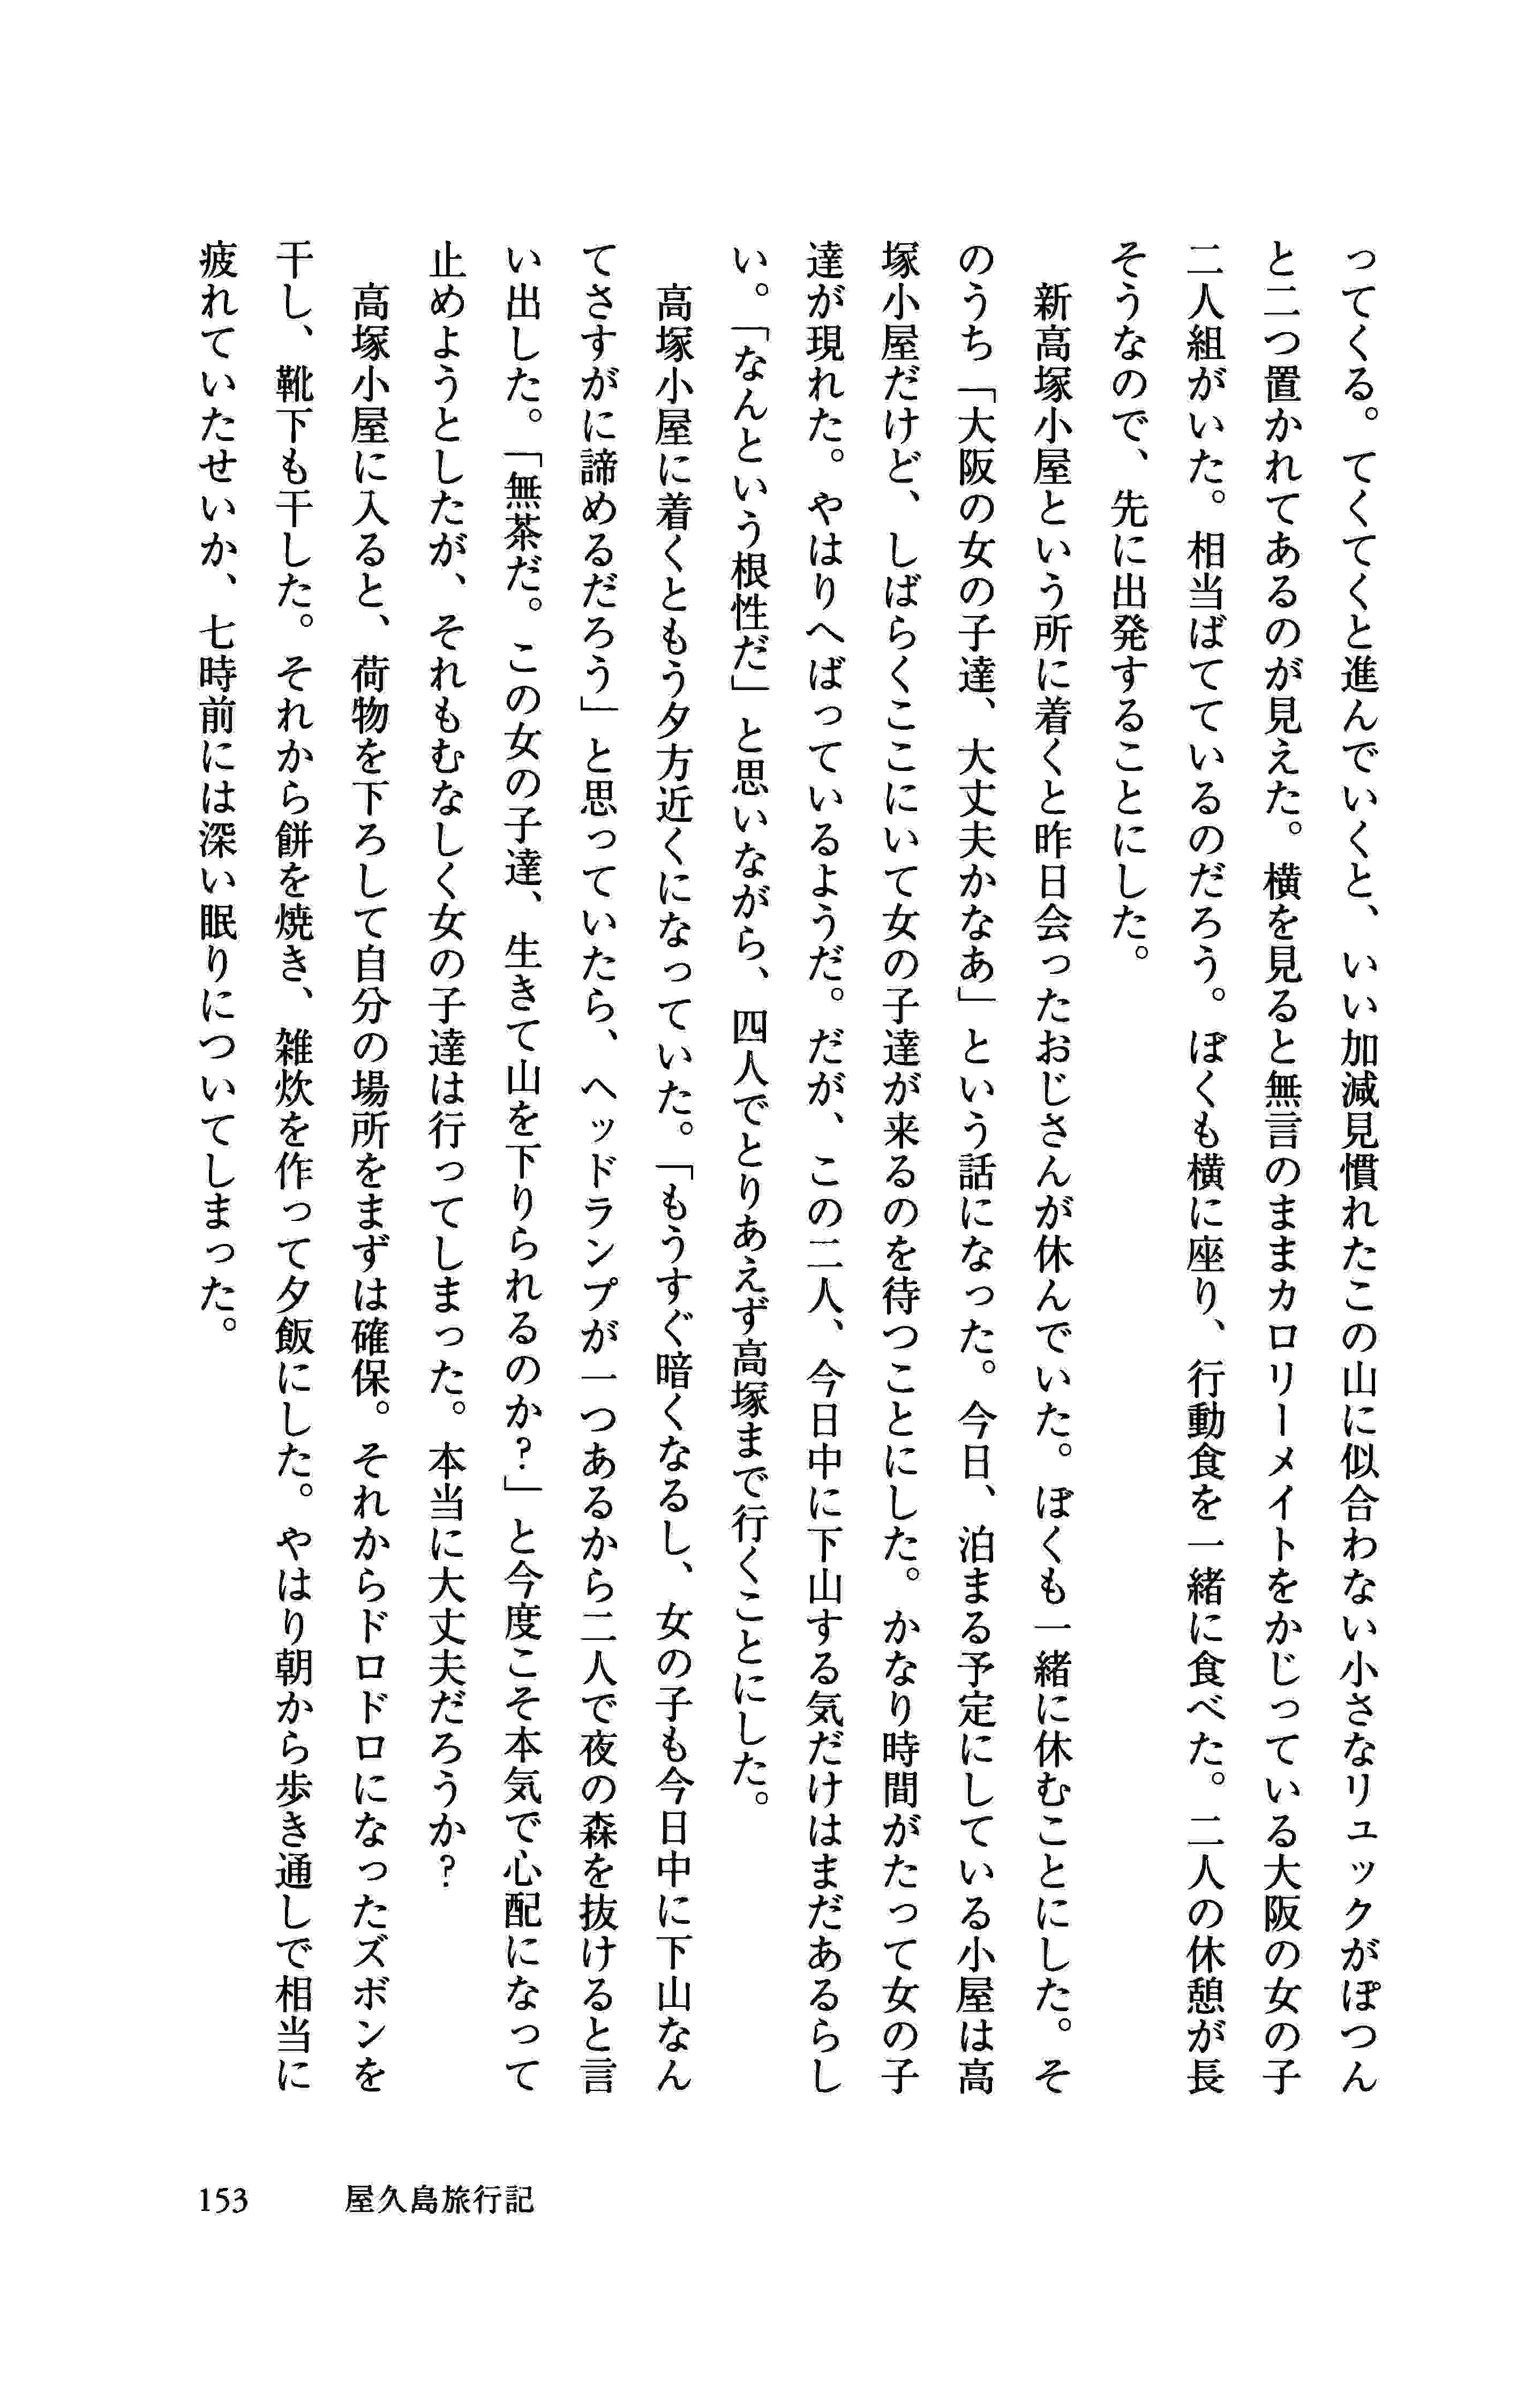 ってくる。てくてくと進んでいくと、いい加減見慣れたこの山に似合わない小さなリュックがぽつん
と二つ置かれてあるのが見えた。横を見ると無言のままカロリーメイトをかじっている大阪の女の子
二人組がいた。相当ばてているのだろう。ぼくも横に座り、行動食を一緒に食べた。二人の休憩が長
そうなので、先に出発することにした。
　新高塚小屋という所に着くと昨日会ったおじさんが休んでいた。ぼくも一緒に休むことにした。そ
のうち「大阪の女の子達、大丈夫かなあ」という話になった。今日、泊まる予定にしている小屋は高
塚小屋だけど、しばらくここにいて女の子達が来るのを待つことにした。かなり時間がたって女の子
達が現れた。やはりへばっているようだ。だが、この二人、今日中に下山する気だけはまだあるらし
い。「なんという根性だ」と思いながら、四人でとりあえず高塚まで行くことにした。
　高塚小屋に着くともう夕方近くになっていた。「もうすぐ暗くなるし、女の子も今日中に下山なん
てさすがに諦めるだろう」と思っていたら、ヘッドランプが一つあるから二人で夜の森を抜けると言
い出した。「無茶だ。この女の子達、生きて山を下りられるのか？」と今度こそ本気で心配になって
止めようとしたが、それもむなしく女の子達は行ってしまった。本当に大丈夫だろうか？
　高塚小屋に入ると、荷物を下ろして自分の場所をまずは確保。それからドロドロになったズボンを
干し、靴下も干した。それから餅を焼き、雑炊を作って夕飯にした。やはり朝から歩き通しで相当に
疲れていたせいか、七時前には深い眠りについてしまった。
153　屋久島旅行記